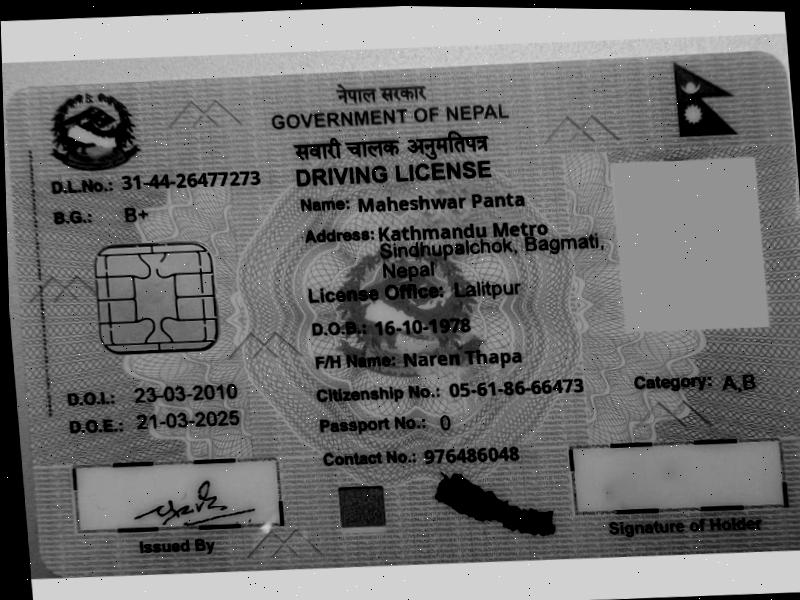 नेपाल सरकार
GOVERNMENT OF NEPAL
सवारी चालक अनुमतिपत्र
DRIVING LICENSE
D.L.No.: 31-44-26477273
B.G.: B+
Name: Maheshwar Panta
Address: Kathmandu Metro
Sindhupalchok, Bagmati,
Nepal
License Office: Lalitpur
D.O.B.: 16-10-1978
F/H Name: Naren Thapa
D.O.I.: 23-03-2010
Citizenship No.: 05-61-86-66473
Category: A,B
D.O.E.: 21-03-2025
Passport No.: 0
Contact No.: 976486048
Issued By
Signature of Holder